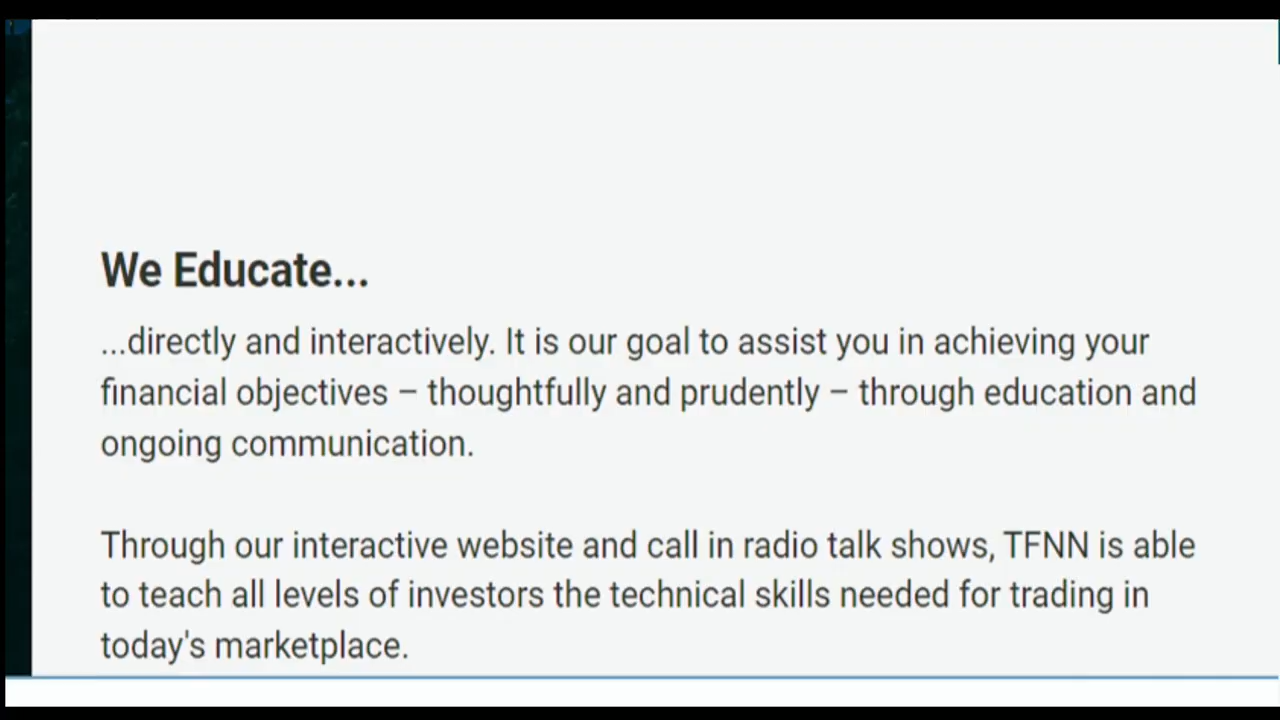 We Educate...
...directly and interactively. It is our goal to assist you in achieving your
financial objectives – thoughtfully and prudently – through education and
ongoing communication.
Through our interactive website and call in radio talk shows, TFNN is able
to teach all levels of investors the technical skills needed for trading in
today's marketplace.